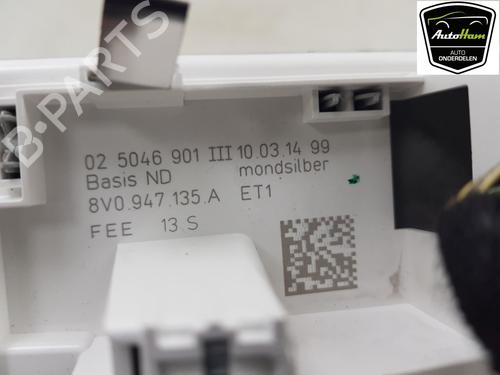 AutoHam
AUTO
ONDERDELEN
B-PARTS
02 5046 901 III 10.03.14 99
Basis ND mondsilber
8V0.947.135.A ET1
FEE 13 S